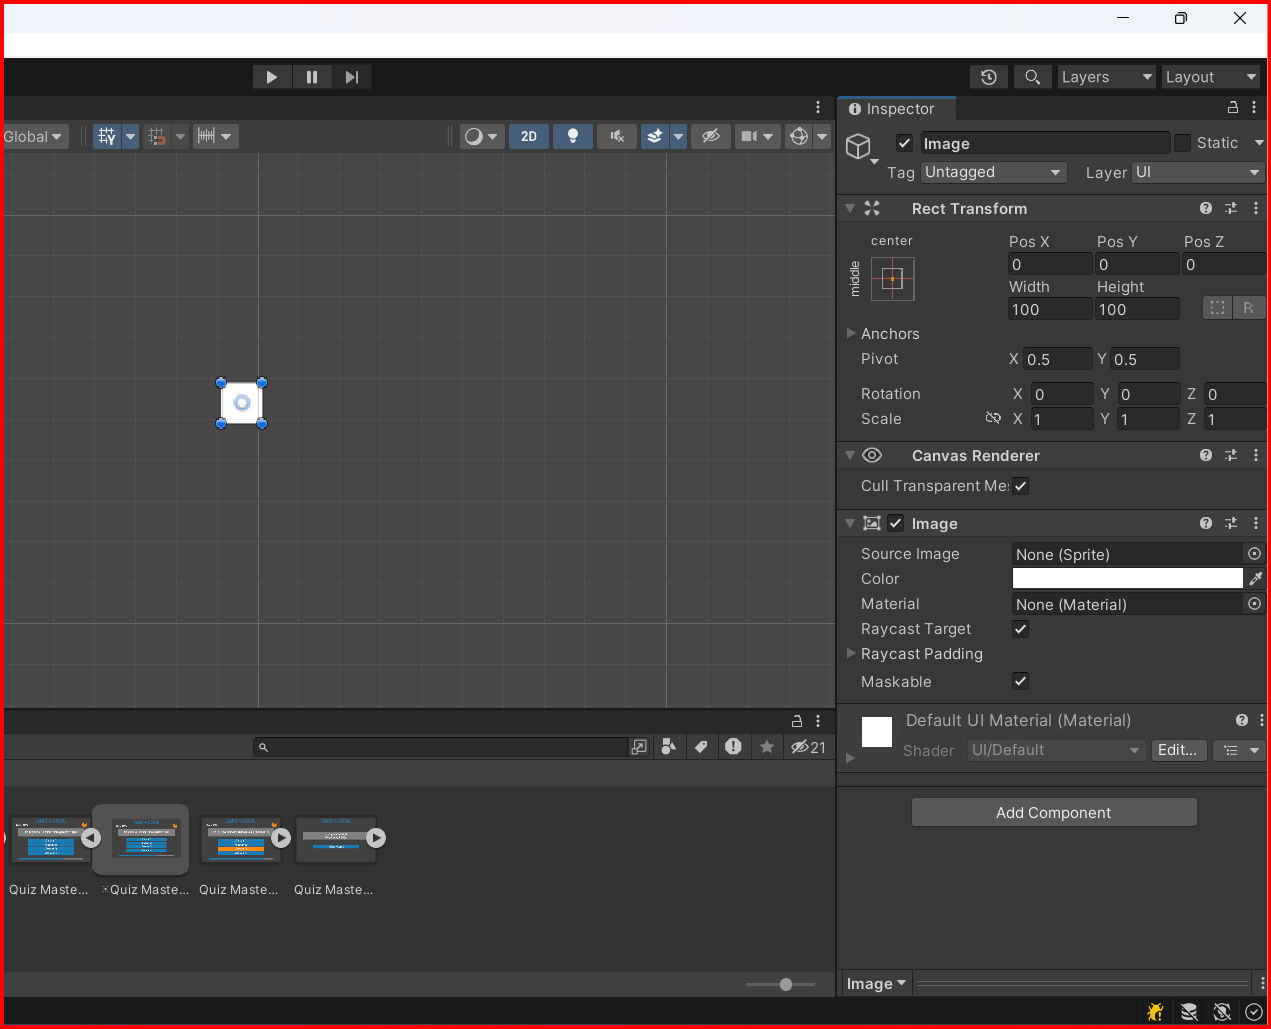 Layers
Layout
Inspector
Global
2D
Image
Static
Tag Untagged Layer UI
Rect Transform
center
middle
Pos X Pos Y Pos Z
0 0 0
Width Height
100 100
R
Anchors
Pivot X 0.5 Y 0.5
Rotation X 0 Y 0 Z 0
Scale X 1 Y 1 Z 1
Canvas Renderer
Cull Transparent Me
Image
Source Image None (Sprite)
Color
Material None (Material)
Raycast Target
Raycast Padding
Maskable
Default UI Material (Material)
Shader UI/Default Edit...
21
Add Component
Quiz Maste... Quiz Maste... Quiz Maste... Quiz Maste...
Image